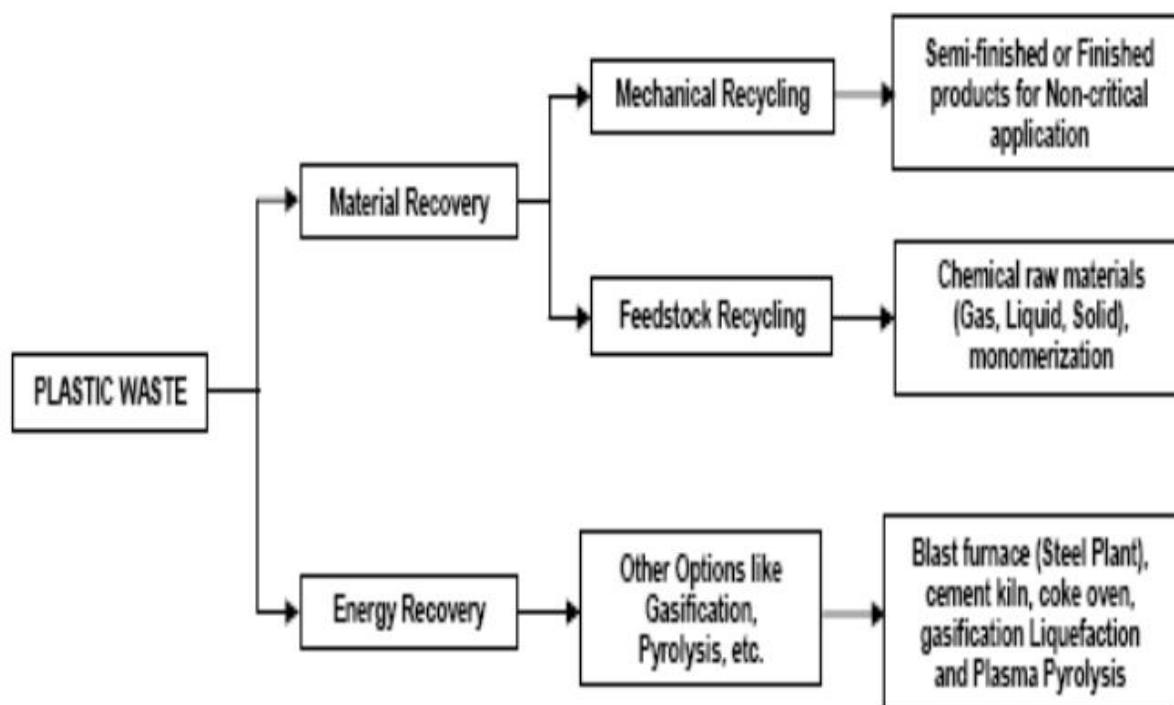 PLASTIC WASTE
Material Recovery
Mechanical Recycling
Semi-finished or Finished
products for Non-critical
application
Feedstock Recycling
Chemical raw materials
(Gas, Liquid, Solid),
monomerization
Energy Recovery
Other Options like
Gasification,
Pyrolysis, etc.
Blast furnace (Steel Plant),
cement kiln, coke oven,
gasification Liquefaction
and Plasma Pyrolysis